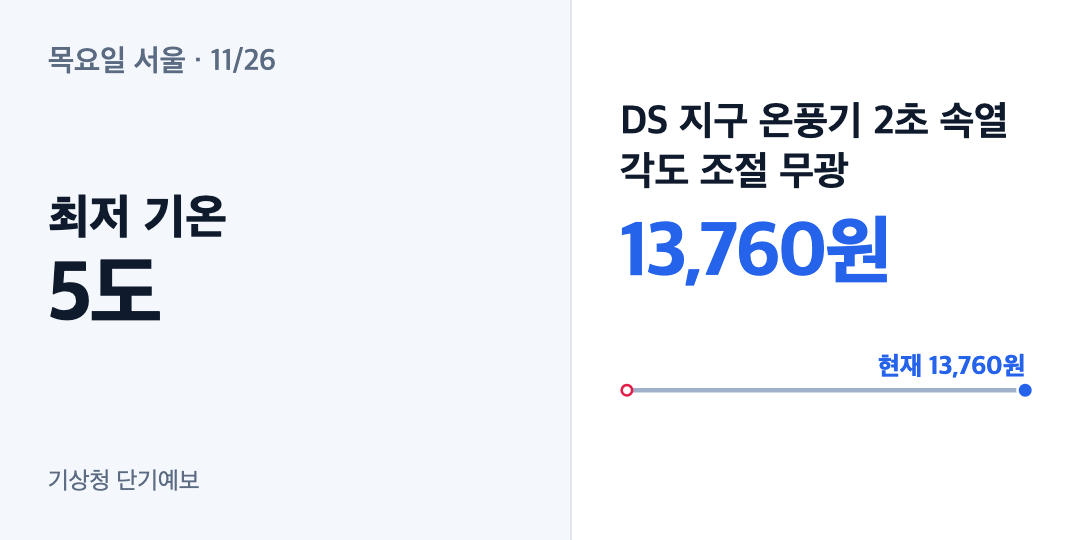 목요일 서울 · 11/26
최저 기온
5도
기상청 단기예보
DS 지구 온풍기 2초 속열
각도 조절 무광
13,760원
현재 13,760원